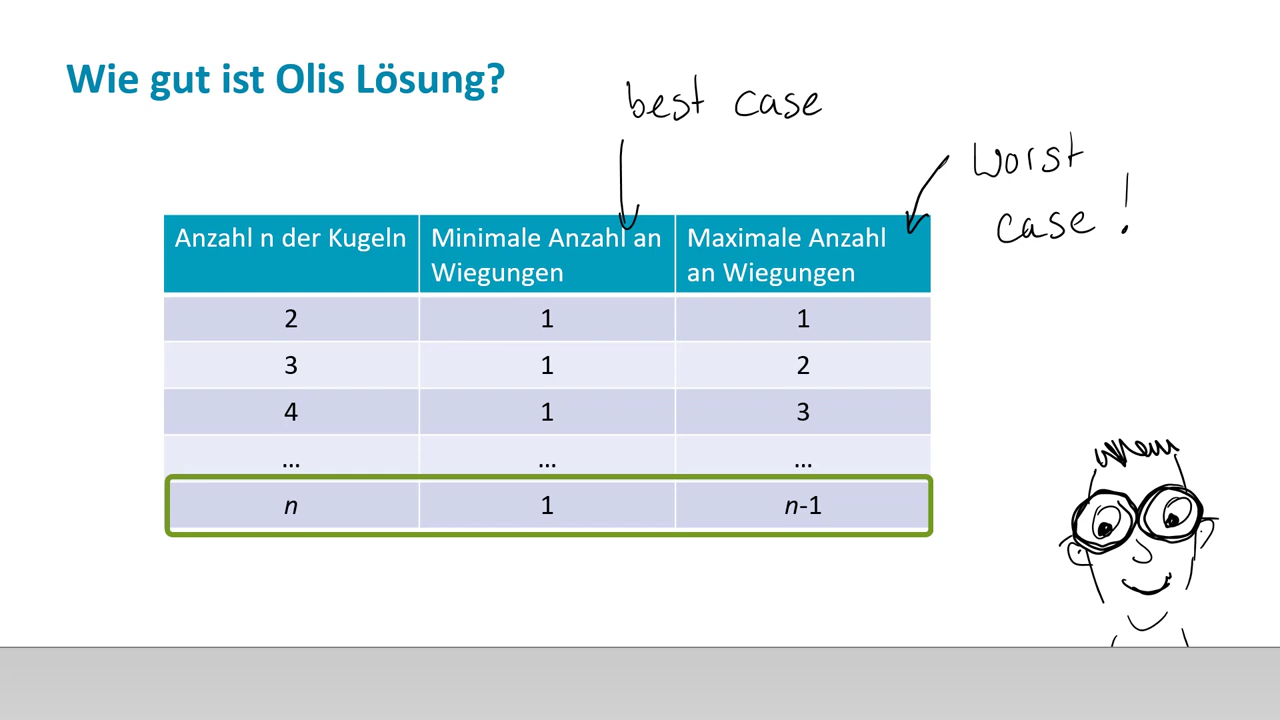 Wie gut ist Olis Lösung?
best case
worst
case!
Anzahl n der Kugeln
Minimale Anzahl an
Wiegungen
Maximale Anzahl
an Wiegungen
2 1 1
3 1 2
4 1 3
... ... ...
n 1 n-1